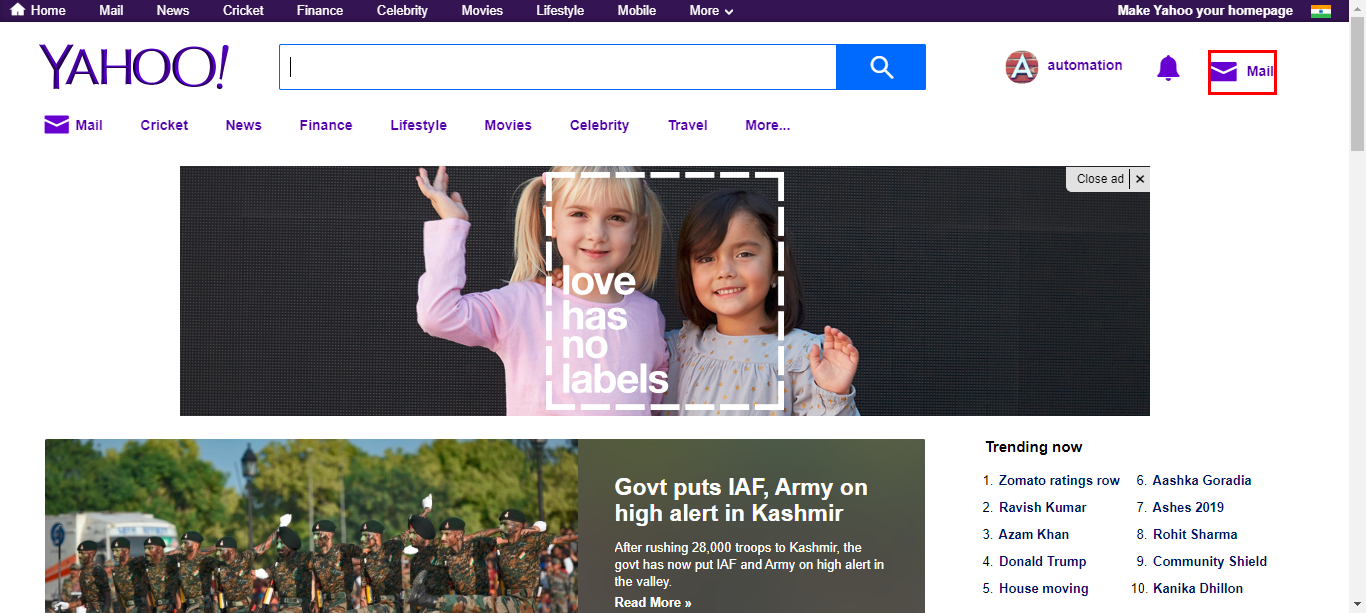 Home Mail News Cricket Finance Celebrity Movies Lifestyle Mobile More Make Yahoo your homepage
YAHOO!
A automation Mail
Mail Cricket News Finance Lifestyle Movies Celebrity Travel More...
Close ad ×
love
has
no
labels
Govt puts IAF, Army on
high alert in Kashmir
After rushing 28,000 troops to Kashmir, the
govt has now put IAF and Army on high alert in
the valley.
Read More »
Trending now
1. Zomato ratings row 6. Aashka Goradia
2. Ravish Kumar 7. Ashes 2019
3. Azam Khan 8. Rohit Sharma
4. Donald Trump 9. Community Shield
5. House moving 10. Kanika Dhillon